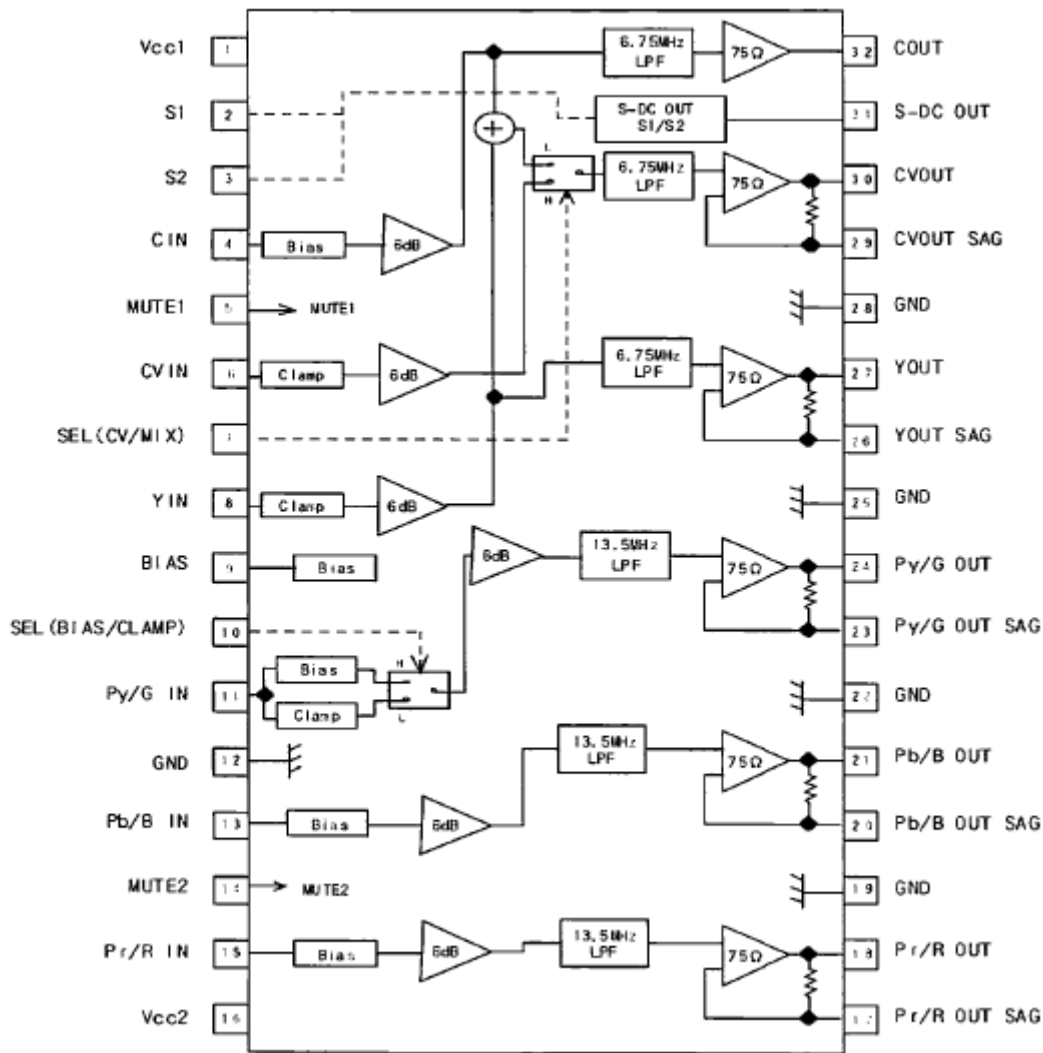 Vcc1 1
S1 2
S2 3
CIN 4
MUTE1 5
CVIN 6
SEL(CV/MIX) 7
YIN 8
BIAS 9
SEL(BIAS/CLAMP) 10
Py/G IN 11
GND 12
Pb/B IN 13
MUTE2 14
Pr/R IN 15
Vcc2 16
6.75MHz
LPF
75Ω
S-DC OUT
S1/S2
L
H
6.75MHz
LPF
75Ω
Bias
6dB
MUTE1
Clamp
6dB
6.75MHz
LPF
75Ω
Clamp
6dB
Bias
6dB
13.5MHz
LPF
75Ω
Bias
H
Clamp
L
13.5MHz
LPF
75Ω
Bias
6dB
MUTE2
Bias
6dB
13.5MHz
LPF
75Ω
32 COUT
31 S-DC OUT
30 CVOUT
29 CVOUT SAG
28 GND
27 YOUT
26 YOUT SAG
25 GND
24 Py/G OUT
23 Py/G OUT SAG
22 GND
21 Pb/B OUT
20 Pb/B OUT SAG
19 GND
18 Pr/R OUT
17 Pr/R OUT SAG